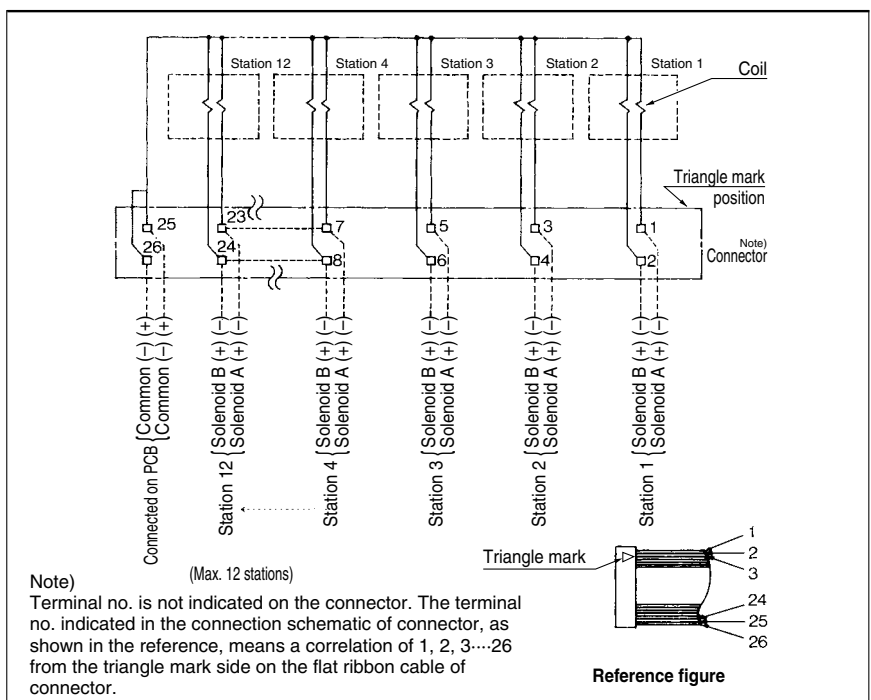 Station 12 Station 4 Station 3 Station 2 Station 1
Coil
Triangle mark
position
25 23 7 5 3 1
26 24 8 6 4 2
Note)
Connector
Connected on PCB
Common (–) (+)
Common (–) (+)
Station 12
Solenoid B (+) (–)
Solenoid A (+) (–)
Station 4
Solenoid B (+) (–)
Solenoid A (+) (–)
Station 3
Solenoid B (+) (–)
Solenoid A (+) (–)
Station 2
Solenoid B (+) (–)
Solenoid A (+) (–)
Station 1
Solenoid B (+) (–)
Solenoid A (+) (–)
(Max. 12 stations)
Triangle mark
1
2
3
24
25
26
Reference figure
Note)
Terminal no. is not indicated on the connector. The terminal
no. indicated in the connection schematic of connector, as
shown in the reference, means a correlation of 1, 2, 3····26
from the triangle mark side on the flat ribbon cable of
connector.